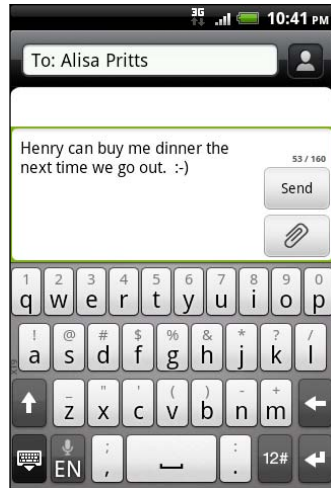 3G 10:41 PM
To: Alisa Pritts
Henry can buy me dinner the
next time we go out. :-)
53 / 160
Send
1 2 3 4 5 6 7 8 9 0
q w e r t y u i o p
! @ # $ % & * ? /
a s d f g h j k l
_ " ' ( ) - +
z x c v b n m
EN ; , : . 12#